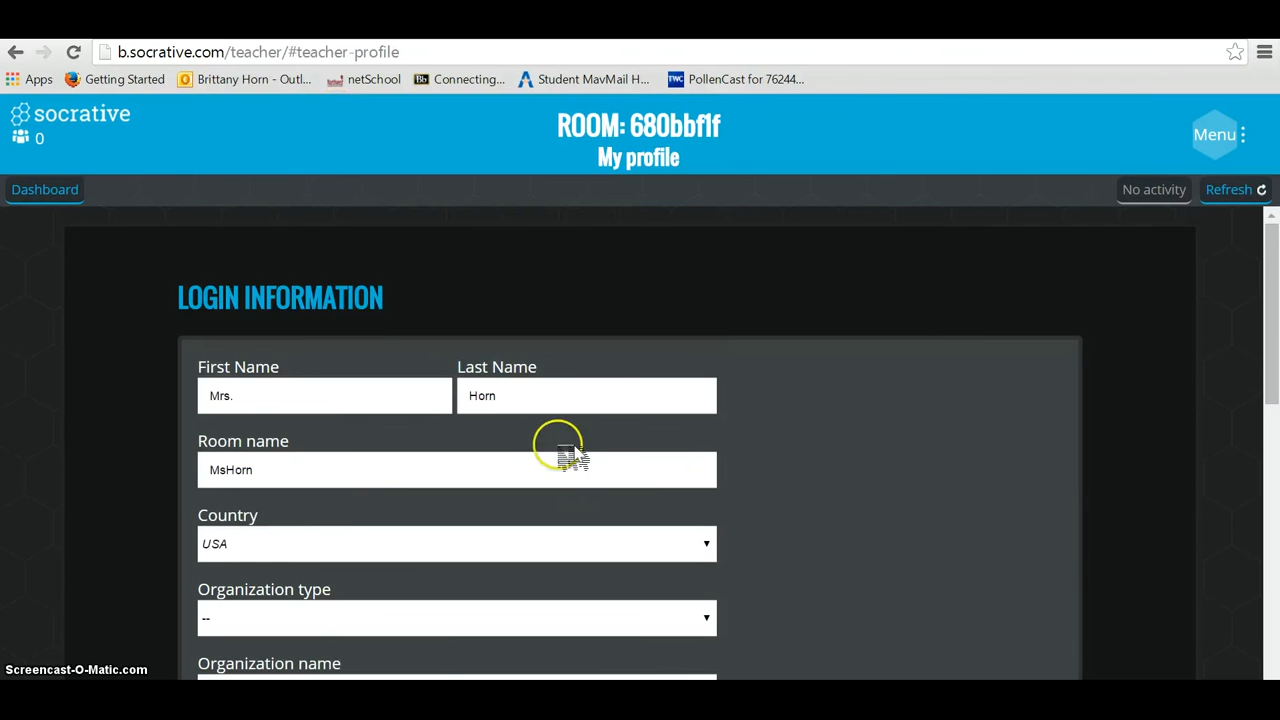 b.socrative.com/teacher/#teacher-profile
Apps Getting Started Brittany Horn - Outl... netSchool Bb Connecting... Student MavMail H... TWC PollenCast for 76244...
socrative
0
ROOM: 680bbf1f
My profile
Menu
Dashboard
No activity
Refresh
LOGIN INFORMATION
First Name Last Name
Mrs. Horn
Room name
MsHorn
Country
USA
Organization type
--
Organization name
Screencast-O-Matic.com